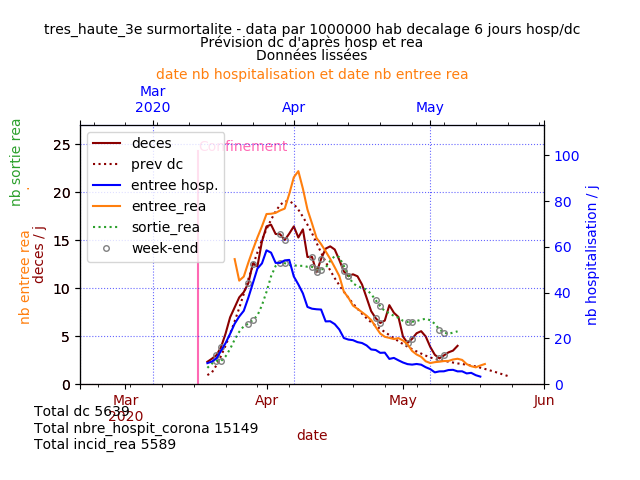 tres_haute_3e surmortalite - data par 1000000 hab decalage 6 jours hosp/dc
Prévision dc d'après hosp et rea
Données lissées
date nb hospitalisation et date nb entree rea
Mar Apr May
2020
Confinement
deces
prev dc
entree hosp.
entree_rea
sortie_rea
week-end
nb sortie rea
nb entree rea
deces / j
nb hospitalisation / j
25
20
15
10
5
0
100
80
60
40
20
0
Mar Apr May Jun
2020
date
Total dc 5639
Total nbre_hospit_corona 15149
Total incid_rea 5589